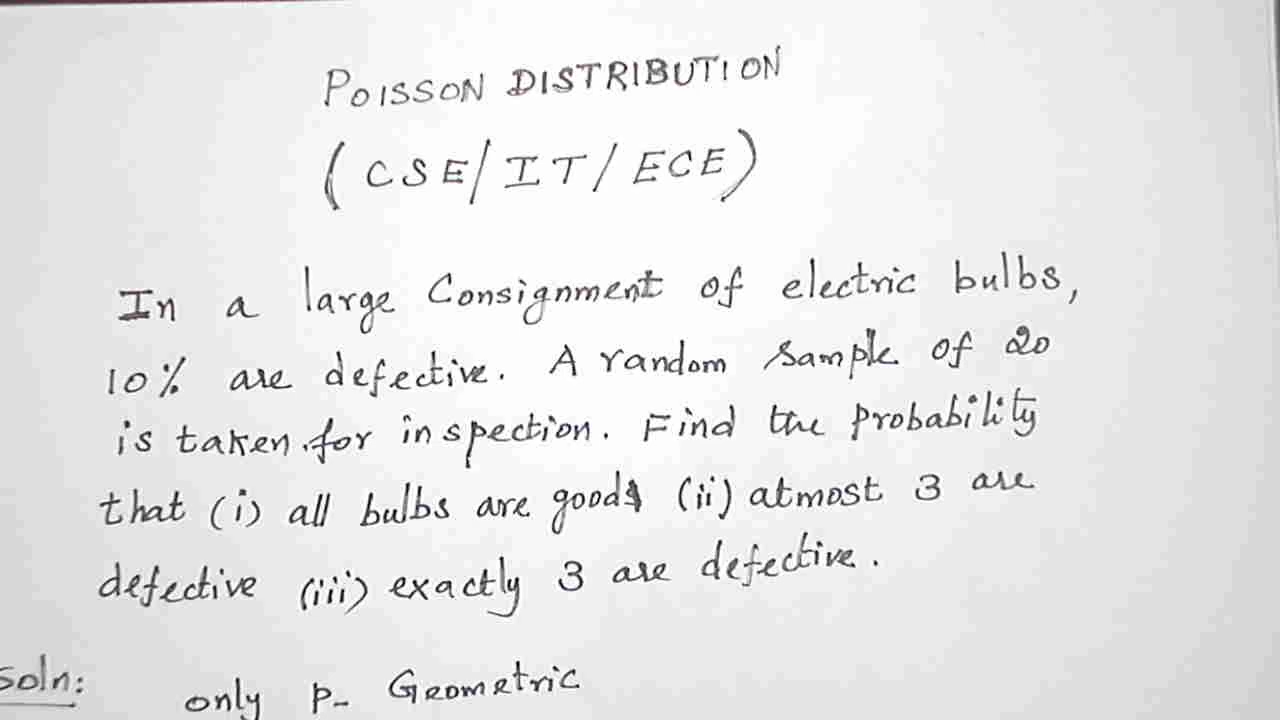 POISSON DISTRIBUTION
(CSE/IT/ECE)
In a large Consignment of electric bulbs,
10% are defective. A random sample of 20
is taken for inspection. Find the probability
that (i) all bulbs are good (ii) atmost 3 are
defective (iii) exactly 3 are defective.
Soln: only p- Geometric